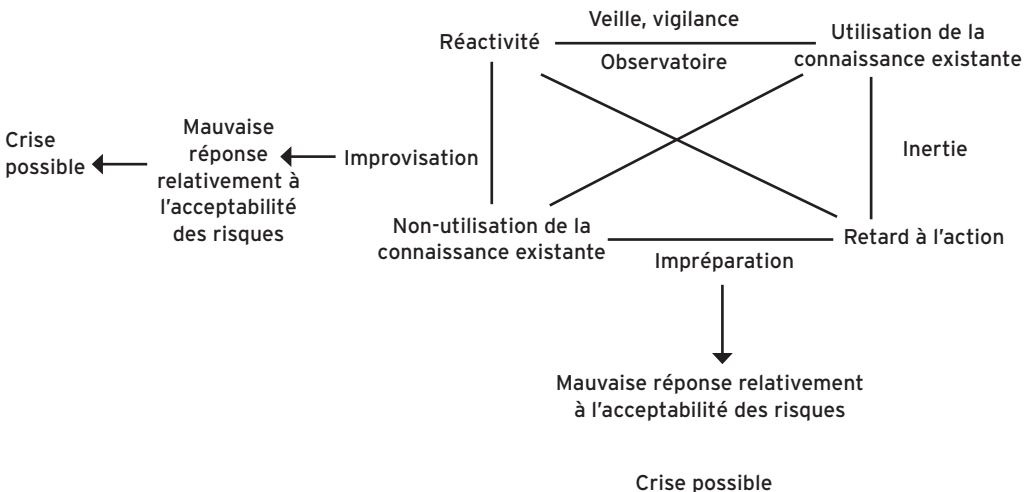 Veille, vigilance
Réactivité
Observatoire
Utilisation de la
connaissance existante
Crise
possible
Mauvaise
réponse
relativement à
l'acceptabilité
des risques
Improvisation
Inertie
Non-utilisation de la
connaissance existante
Impréparation
Retard à l'action
Mauvaise réponse relativement
à l'acceptabilité des risques
Crise possible